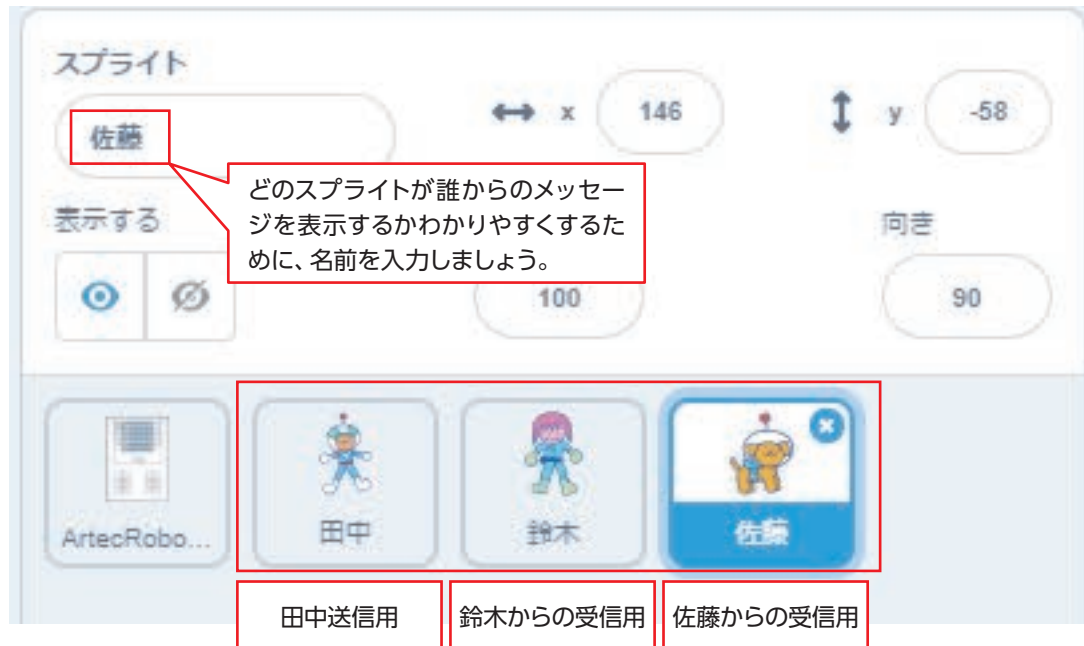 スプライト
佐藤
x 146
y -58
どのスプライトが誰からのメッセー
ジを表示するかわかりやすくするた
めに、名前を入力しましょう。
表示する
向き
100
90
ArtecRobo...
田中
鈴木
佐藤
田中送信用
鈴木からの受信用
佐藤からの受信用